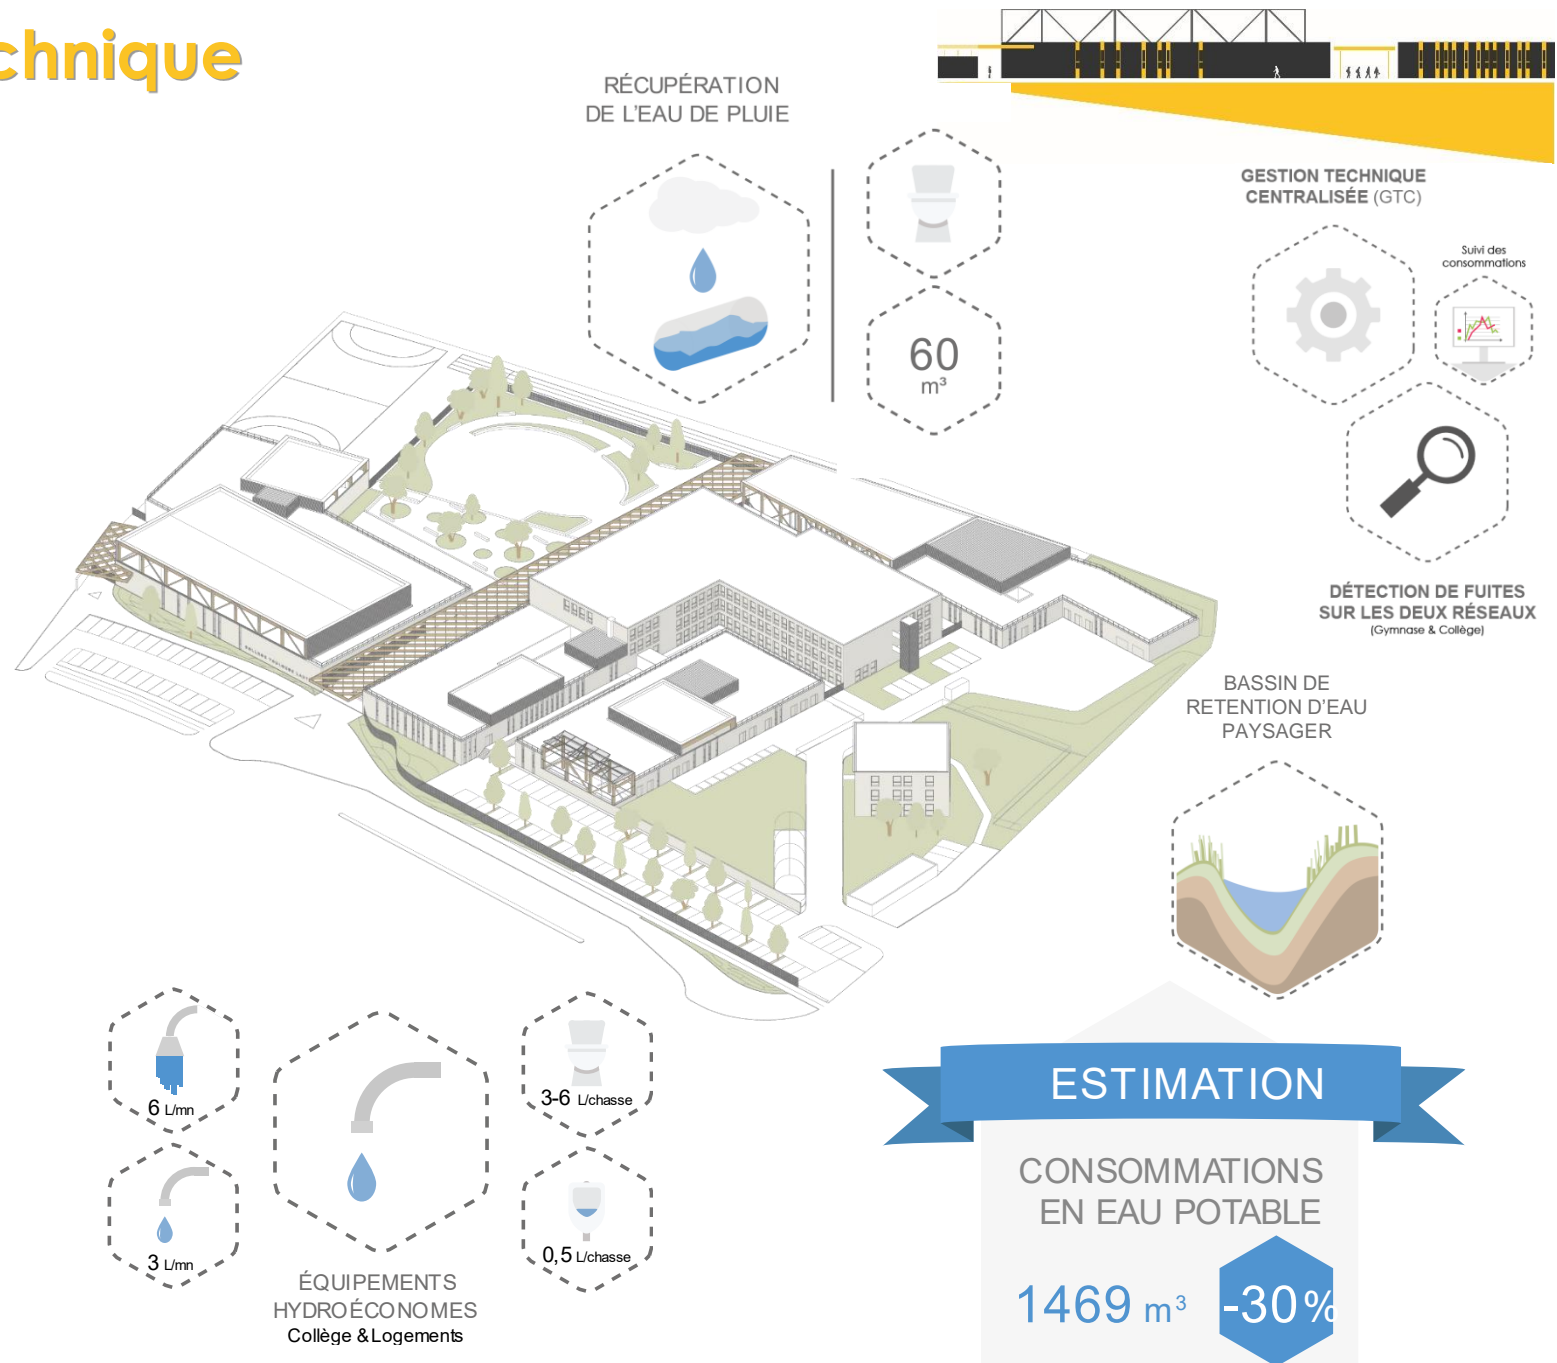 chnique
RÉCUPÉRATION
DE L'EAU DE PLUIE
60
m³
GESTION TECHNIQUE
CENTRALISÉE (GTC)
Suivi des
consommations
DÉTECTION DE FUITES
SUR LES DEUX RÉSEAUX
(Gymnase & Collège)
BASSIN DE
RETENTION D'EAU
PAYSAGER
6 L/mn
3 L/mn
3-6 L/chasse
0,5 L/chasse
ÉQUIPEMENTS
HYDROÉCONOMES
Collège & Logements
ESTIMATION
CONSOMMATIONS
EN EAU POTABLE
1469 m³
-30%